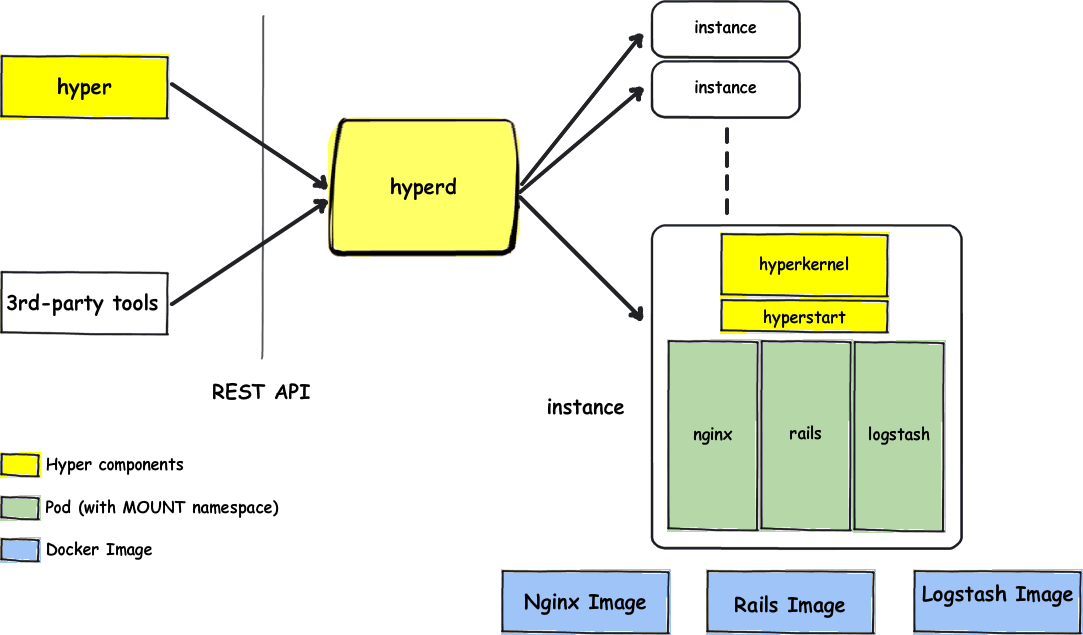 instance
instance
hyper
hyperd
3rd-party tools
REST API
instance
hyperkernel
hyperstart
nginx
rails
logstash
Hyper components
Pod (with MOUNT namespace)
Docker Image
Nginx Image
Rails Image
Logstash Image